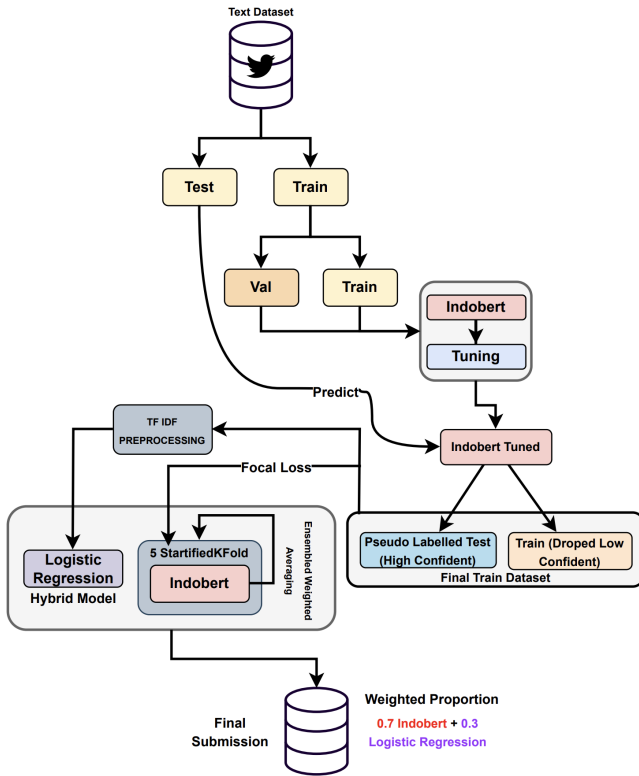 Text Dataset
Test
Train
Val
Train
Indobert
Tuning
Predict
TF IDF
PREPROCESSING
Indobert Tuned
Focal Loss
Pseudo Labelled Test
(High Confident)
Train (Droped Low
Confident)
Final Train Dataset
5 StartifiedKFold
Indobert
Ensembled Weighted
Averaging
Logistic
Regression
Hybrid Model
Final
Submission
Weighted Proportion
0.7 Indobert + 0.3
Logistic Regression